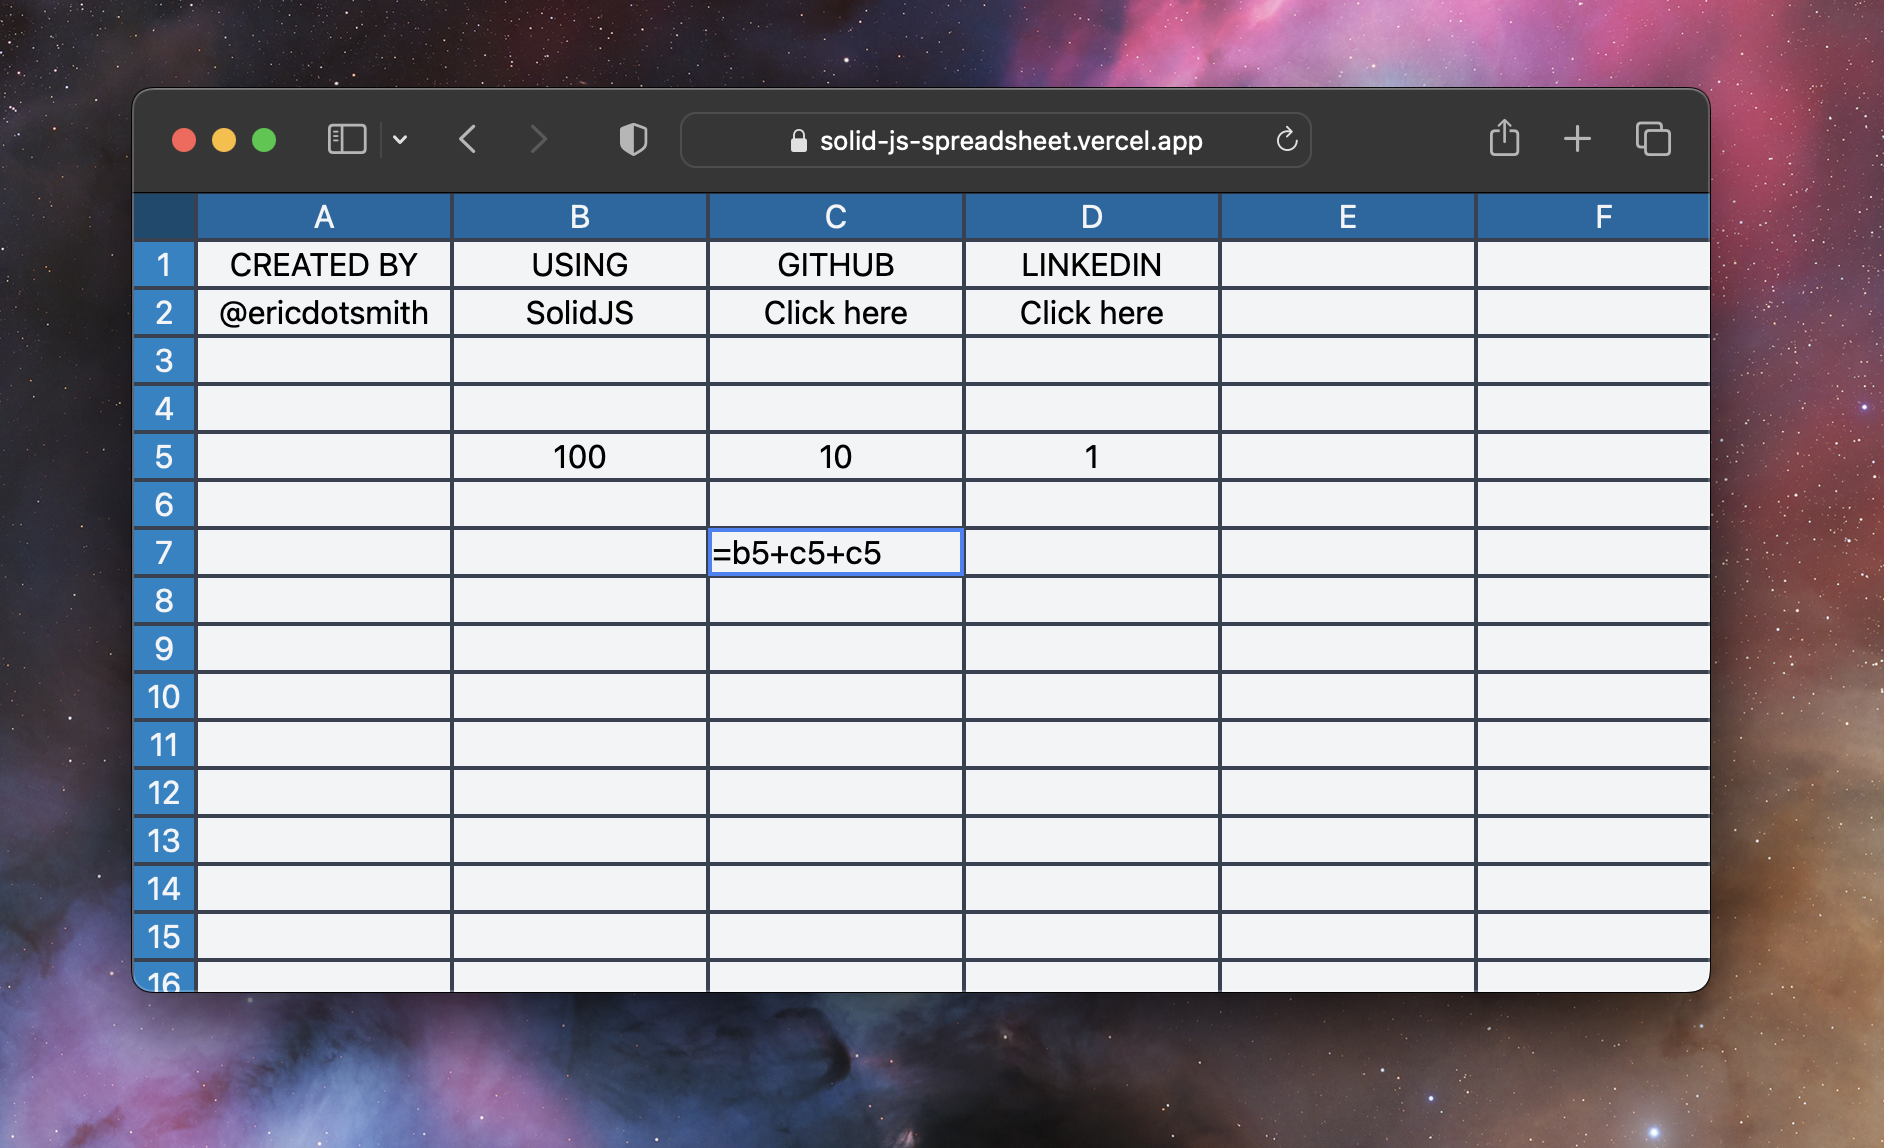 solid-js-spreadsheet.vercel.app
A B C D E F
1 CREATED BY USING GITHUB LINKEDIN
2 @ericdotsmith SolidJS Click here Click here
3
4
5 100 10 1
6
7 =b5+c5+c5
8
9
10
11
12
13
14
15
16